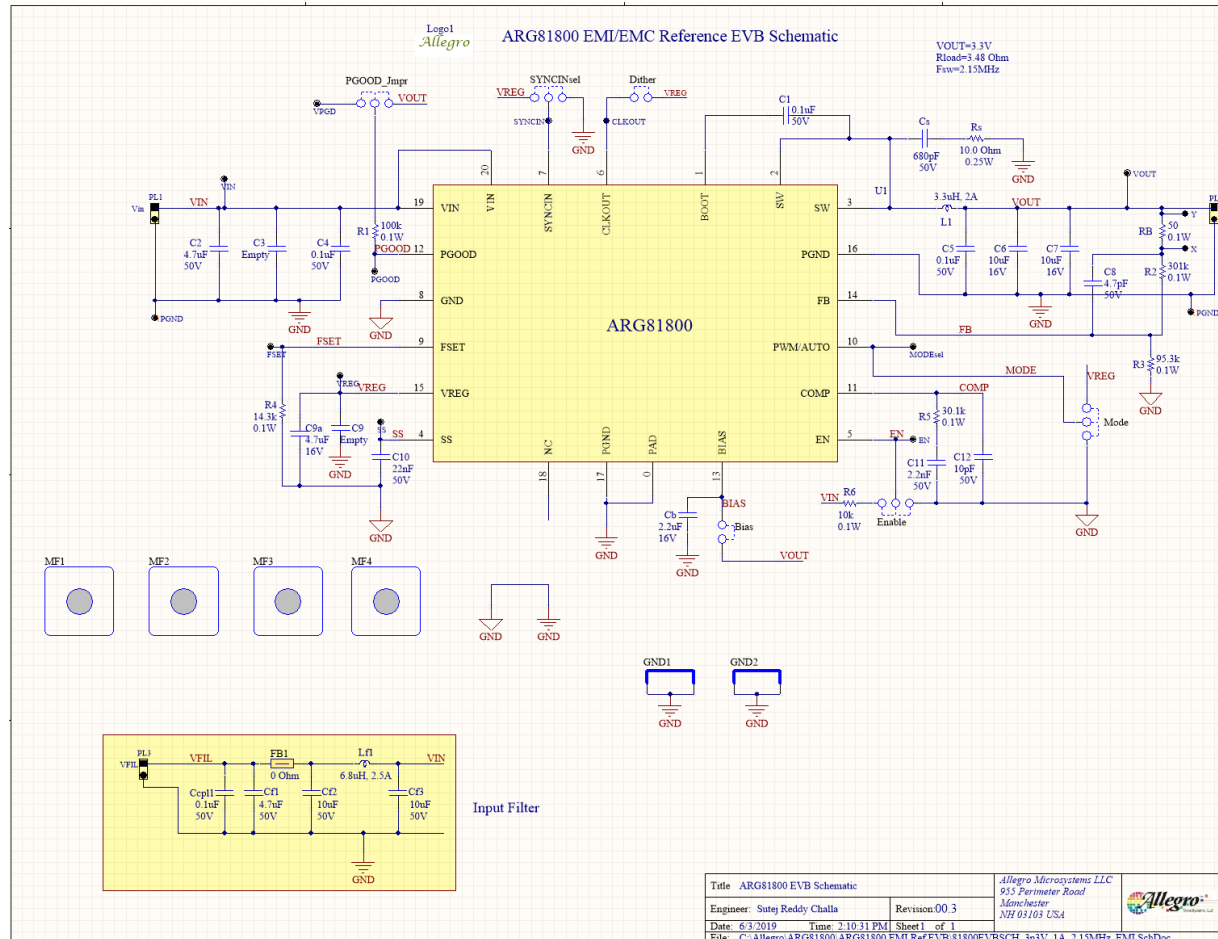 Logo1
Allegro
ARG81800 EMI/EMC Reference EVB Schematic
VOUT=3.3V
Rload=3.48 Ohm
Fsw=2.15MHz
PGOOD_Jmpr
VPGD
VOUT
SYNCINsel
VREG
SYNCIN
GND
Dither
VREG
CLKOUT
C1
0.1uF
50V
Cs
680pF
50V
Rs
10.0 Ohm
0.25W
GND
20
7
6
1
2
U1
VIN
SYNCIN
CLKOUT
BOOT
SW
PL1
Vin
VIN
VIN
19
VIN
SW
3
3.3uH, 2A
L1
VOUT
VOUT
PL
Y
RB
50
0.1W
X
R1
100k
0.1W
PGOOD
12
PGOOD
PGOOD
PGND
16
C2
4.7uF
50V
C3
Empty
C4
0.1uF
50V
C5
0.1uF
50V
C6
10uF
16V
C7
10uF
16V
C8
4.7pF
50V
R2
301k
0.1W
PGND
GND
8
GND
GND
FB
14
FB
GND
PGND
ARG81800
FSET
FSET
9
FSET
PWM/AUTO
10
MODEsel
R3
95.3k
0.1W
GND
VREG
VREG
15
VREG
COMP
11
COMP
MODE
VREG
Mode
R4
14.3k
0.1W
C9a
4.7uF
16V
C9
Empty
GND
SS
SS
4
SS
EN
5
EN
EN
R5
30.1k
0.1W
C10
22nF
50V
GND
C11
2.2nF
50V
C12
10pF
50V
NC
PGND
PAD
BIAS
18
17
0
13
VIN
R6
10k
0.1W
Enable
GND
GND
Cb
2.2uF
16V
GND
BIAS
Bias
VOUT
MF1
MF2
MF3
MF4
GND
GND
GND1
GND
GND2
GND
PL3
VFIL
VFIL
FB1
0 Ohm
Lf1
6.8uH, 2.5A
VIN
Ccpl1
0.1uF
50V
Cf1
4.7uF
50V
Cf2
10uF
50V
Cf3
10uF
50V
GND
Input Filter
Title ARG81800 EVB Schematic
Engineer: Sutej Reddy Challa
Revision:00.3
Date: 6/3/2019 Time: 2:10:31 PM Sheet1 of 1
File: C:\Allegro\ARG81800\ARG81800 EMI Ref EVB\81800EVBSCH_3p3V_1A_2.15MHz_EMI.SchDoc
Allegro Microsystems LLC
955 Perimeter Road
Manchester
NH 03103 USA
Allegro